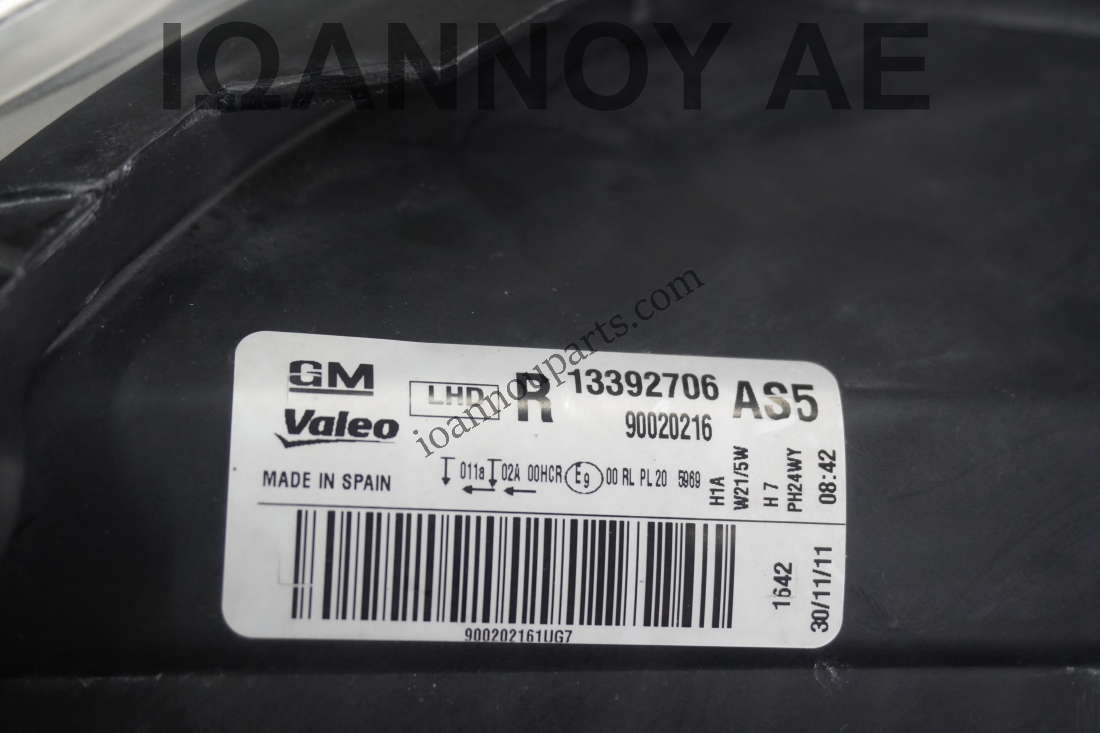 ΙΩΑΝΝΟΥ ΑΕ
ioannouparts.com
GM
Valeo
LHD
R
13392706
90020216
AS5
MADE IN SPAIN
011a 02A 00HCR E9 00 RL PL 20 5969
H1A
W21/5W
H7
PH24WY
08:42
1642
30/11/11
900202161UG7